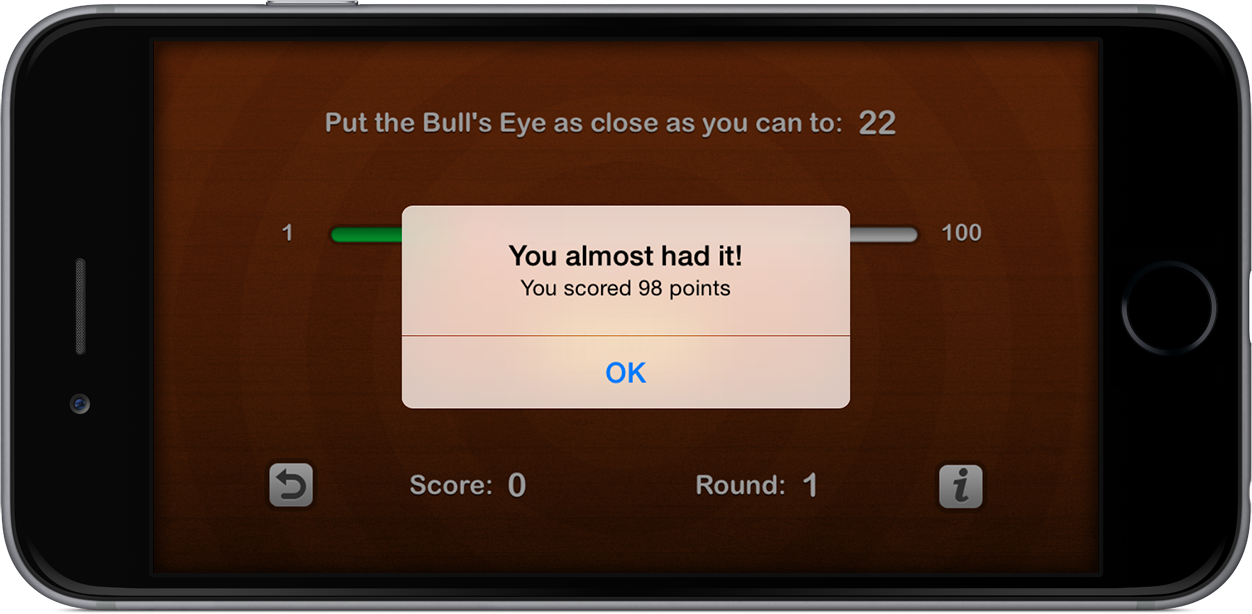 Put the Bull's Eye as close as you can to: 22
1 100
You almost had it!
You scored 98 points
OK
Score: 0 Round: 1 i